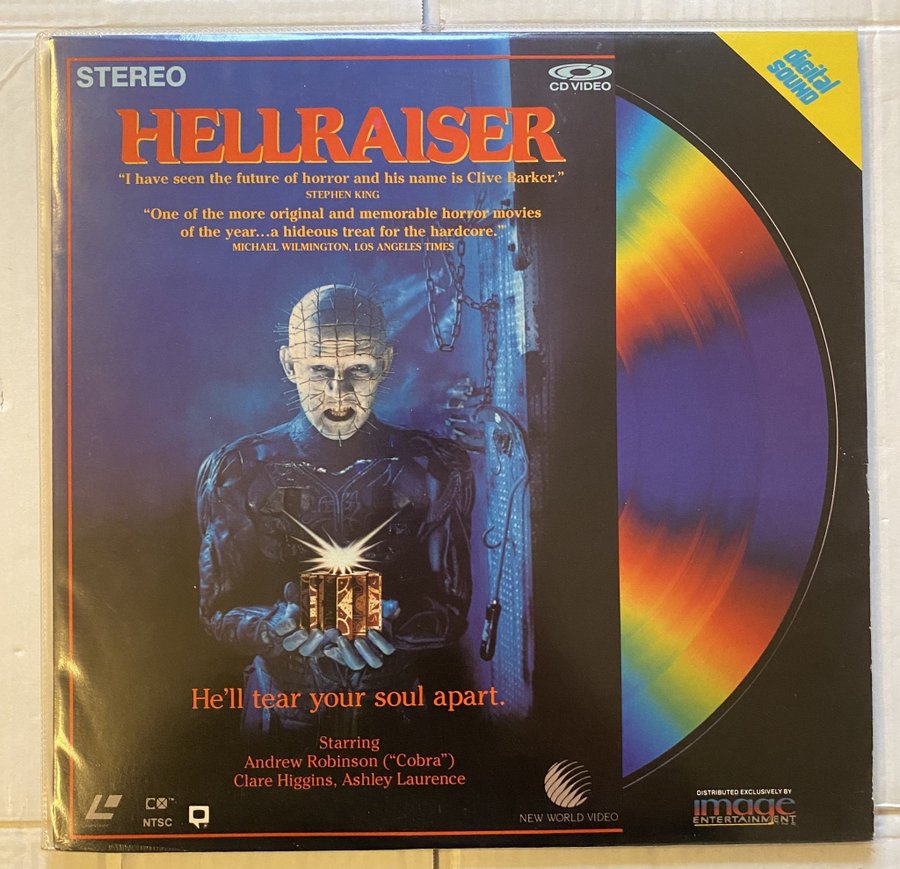 STEREO
CD VIDEO
digital
SOUND
HELLRAISER
“I have seen the future of horror and his name is Clive Barker.”
STEPHEN KING
“One of the more original and memorable horror movies
of the year...a hideous treat for the hardcore.”
MICHAEL WILMINGTON, LOS ANGELES TIMES
He’ll tear your soul apart.
Starring
Andrew Robinson (“Cobra”)
Clare Higgins, Ashley Laurence
CX™
NTSC
NEW WORLD VIDEO
DISTRIBUTED EXCLUSIVELY BY
image
ENTERTAINMENT